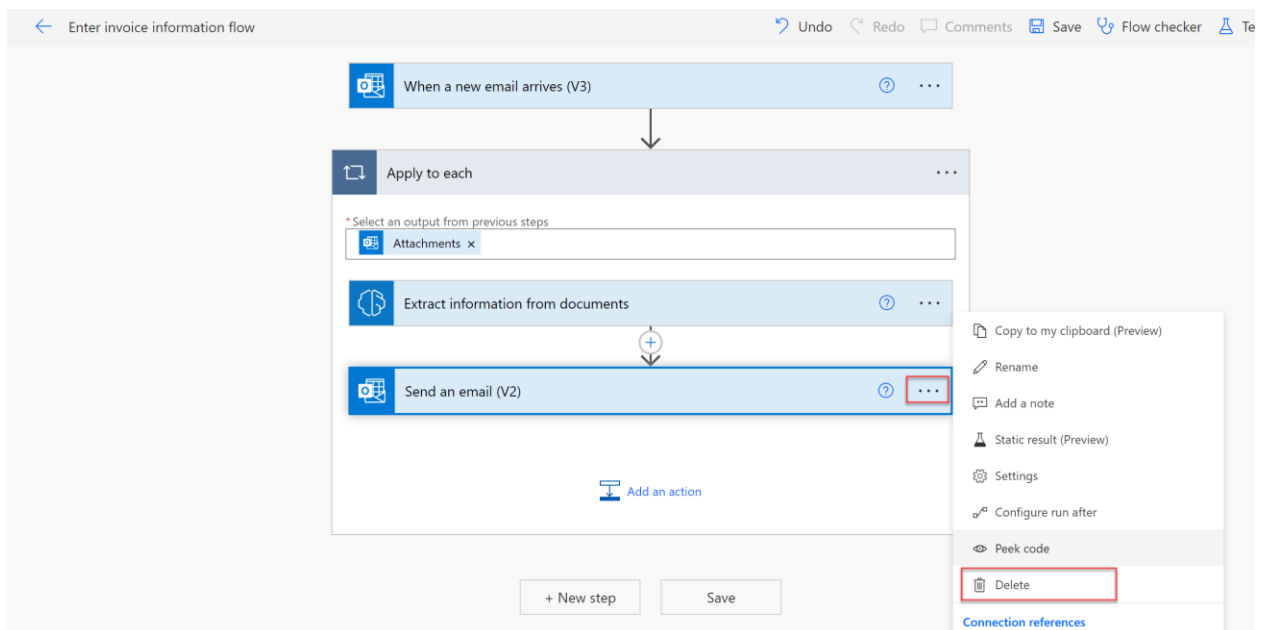 Enter invoice information flow
Undo Redo Comments Save Flow checker Te
When a new email arrives (V3)
Apply to each
* Select an output from previous steps
Attachments ×
Extract information from documents
Send an email (V2)
Add an action
+ New step Save
Copy to my clipboard (Preview)
Rename
Add a note
Static result (Preview)
Settings
Configure run after
Peek code
Delete
Connection references